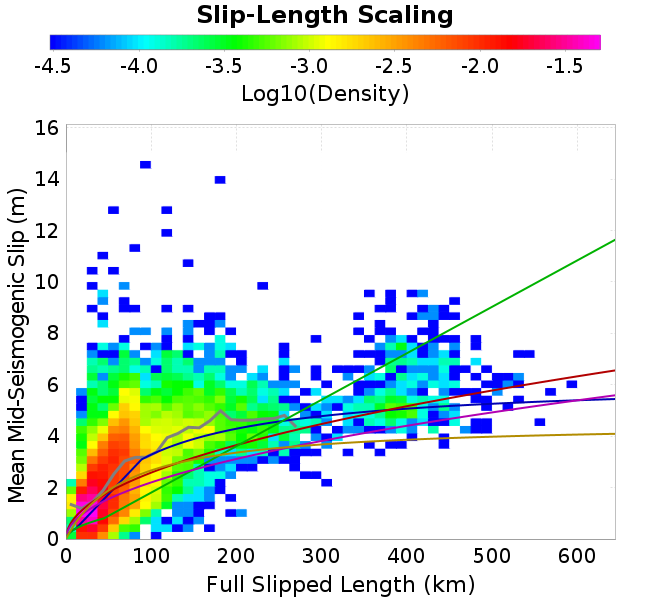 Slip-Length Scaling
-4.5 -4.0 -3.5 -3.0 -2.5 -2.0 -1.5
Log10(Density)
16
14
12
10
8
6
4
2
0
Mean Mid-Seismogenic Slip (m)
0 100 200 300 400 500 600
Full Slipped Length (km)